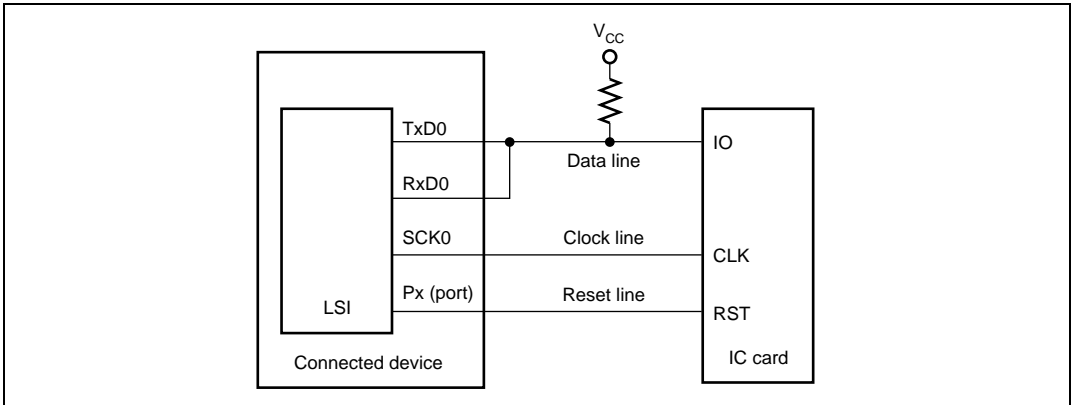 VCC
TxD0
IO
Data line
RxD0
SCK0
Clock line
CLK
Px (port)
Reset line
RST
LSI
IC card
Connected device